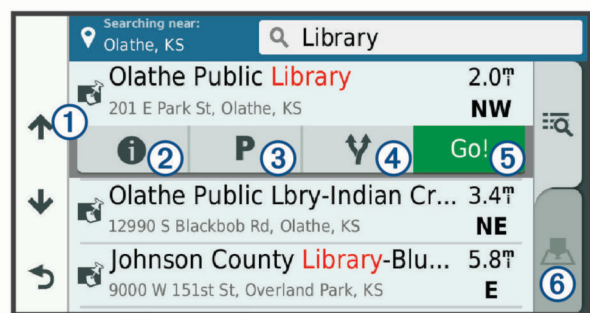 Searching near:
Olathe, KS
Library
Olathe Public Library 2.0 m
201 E Park St, Olathe, KS NW
1
2 P 3 4 Go! 5
Olathe Public Lbry-Indian Cr... 3.4 m
12990 S Blackbob Rd, Olathe, KS NE
Johnson County Library-Blu... 5.8 m
9000 W 151st St, Overland Park, KS E
6